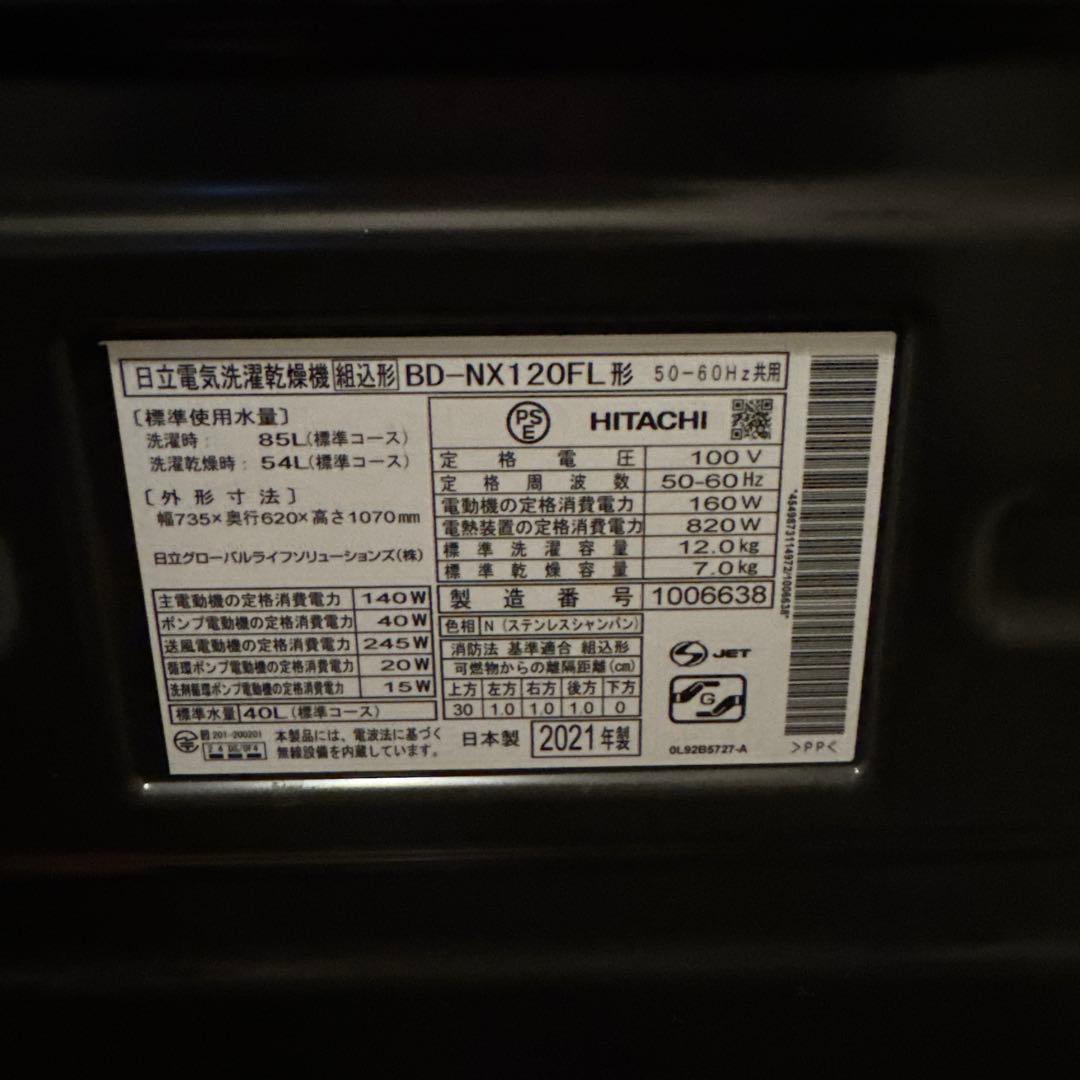 日立電気洗濯乾燥機 組込形 BD-NX120FL形 50-60Hz共用
[標準使用水量]
洗濯時: 85L(標準コース)
洗濯乾燥時: 54L(標準コース)
[外形寸法]
幅735×奥行620×高さ1070mm
日立グローバルライフソリューションズ(株)
主電動機の定格消費電力 140W
ポンプ電動機の定格消費電力 40W
送風電動機の定格消費電力 245W
循環ポンプ電動機の定格消費電力 20W
洗剤循環ポンプ電動機の定格消費電力 15W
標準水量 40L(標準コース)
201-200201
2.4 DS/OF4
本製品には、電波法に基づく
無線設備を内蔵しています。
PSE HITACHI
定格電圧 100V
定格周波数 50-60Hz
電動機の定格消費電力 160W
電熱装置の定格消費電力 820W
標準洗濯容量 12.0kg
標準乾燥容量 7.0kg
製造番号 1006638
色相 N (ステンレスシャンパン)
消防法 基準適合 組込形
可燃物からの離隔距離(cm)
上方 左方 右方 後方 下方
30 1.0 1.0 1.0 0
日本製 2021年製
S JET
G
0L92B5727-A
*4549873114972/1006638*
>PP<